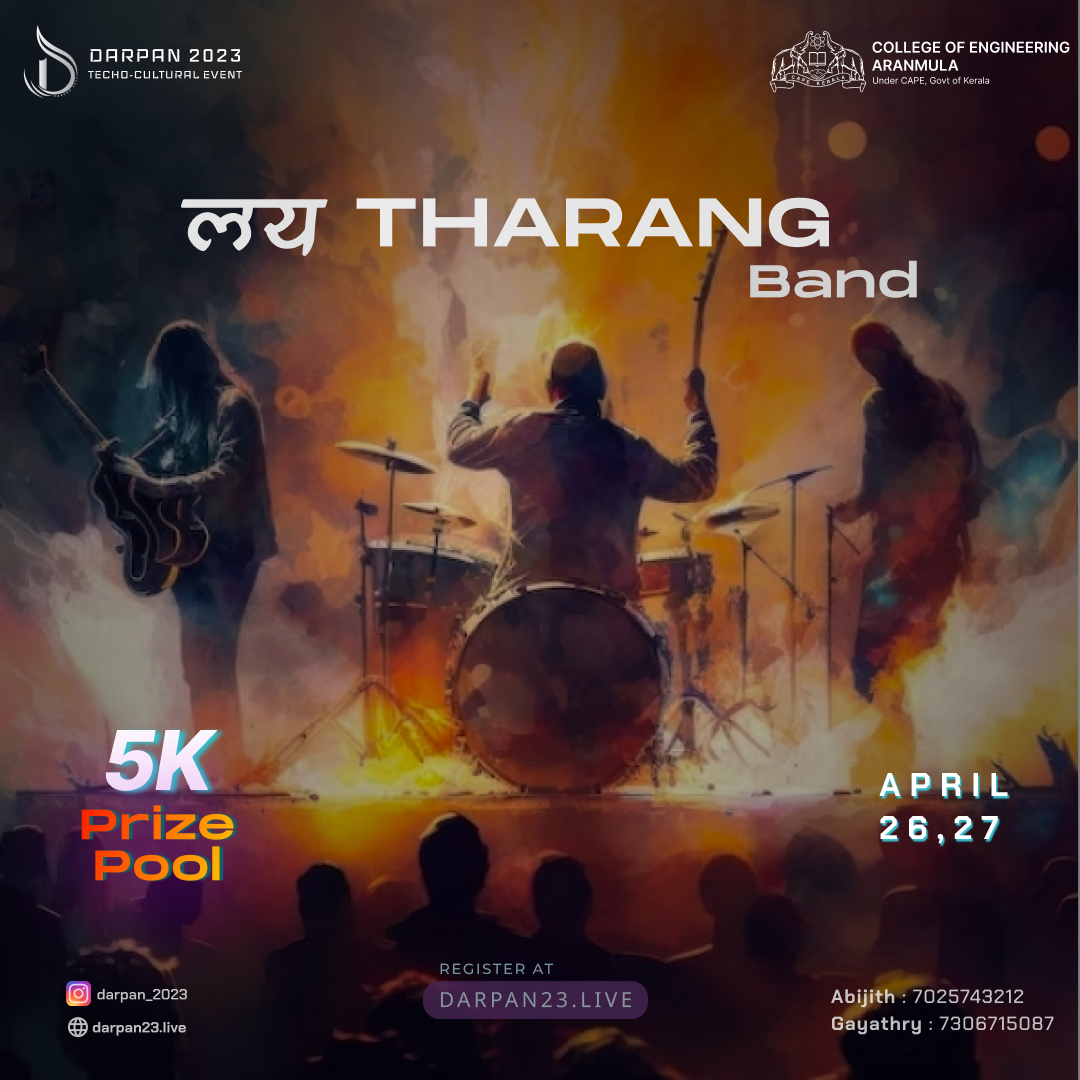 DARPAN 2023
TECHO-CULTURAL EVENT
COLLEGE OF ENGINEERING
ARANMULA
Under CAPE, Govt of Kerala
लय THARANG
Band
5K
Prize
Pool
APRIL
26,27
REGISTER AT
DARPAN23.LIVE
darpan_2023
darpan23.live
Abijith : 7025743212
Gayathry : 7306715087